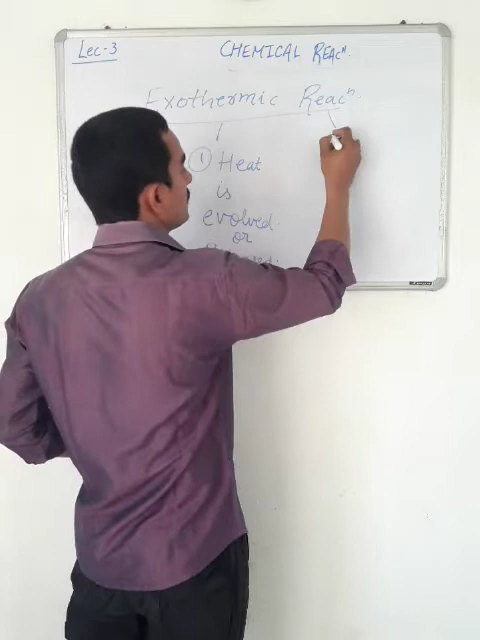 Lec-3
CHEMICAL REACⁿ.
Exothermic Reacⁿ.
① Heat
is
evolved.
or